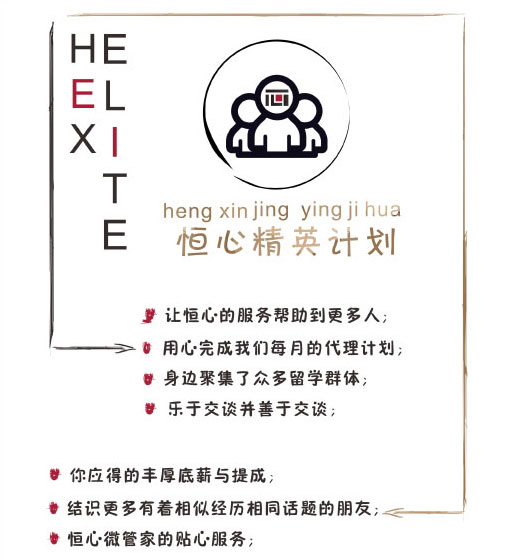 HEX
ELITE
heng xin jing ying ji hua
恒心精英计划
让恒心的服务帮助到更多人;
用心完成我们每月的代理计划;
身边聚集了众多留学群体;
乐于交谈并善于交谈;
你应得的丰厚底薪与提成;
结识更多有着相似经历相同话题的朋友;
恒心微管家的贴心服务;